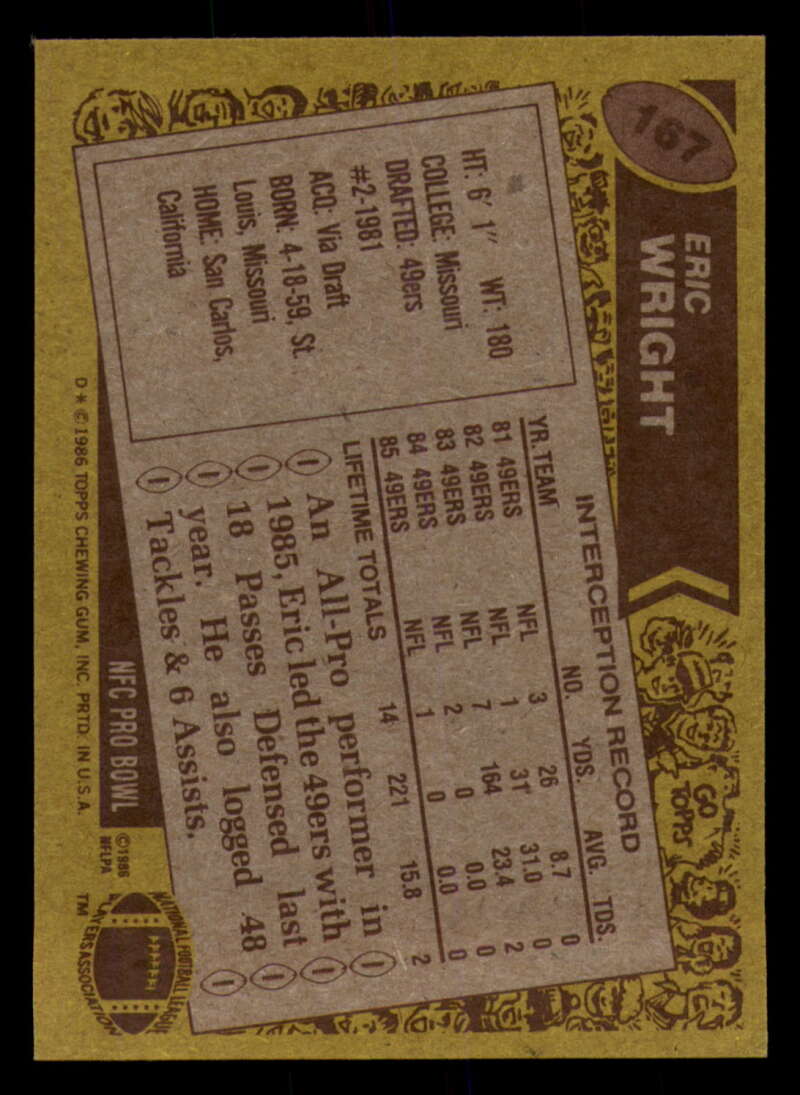 167
ERIC
WRIGHT
HT: 6' 1" WT: 180
COLLEGE: Missouri
DRAFTED: 49ers
#2-1981
ACQ: Via Draft
BORN: 4-18-59, St.
Louis, Missouri
HOME: San Carlos,
California
INTERCEPTION RECORD
YR. TEAM NO. YDS. AVG. TDS.
81 49ERS NFL 3 26 8.7 0
82 49ERS NFL 1 31 31.0 0
83 49ERS NFL 7 164 23.4 2
84 49ERS NFL 2 0 0.0 0
85 49ERS NFL 1 0 0.0 0
LIFETIME TOTALS 14 221 15.8 2
An All-Pro performer in
1985, Eric led the 49ers with
18 Passes Defensed last
year. He also logged 48
Tackles & 6 Assists.
GO
TOPPS
NFC PRO BOWL
©1986
NFLPA
NATIONAL FOOTBALL LEAGUE
PLAYERS ASSOCIATION
TM
D* ©1986 TOPPS CHEWING GUM, INC. PRTD. IN U.S.A.